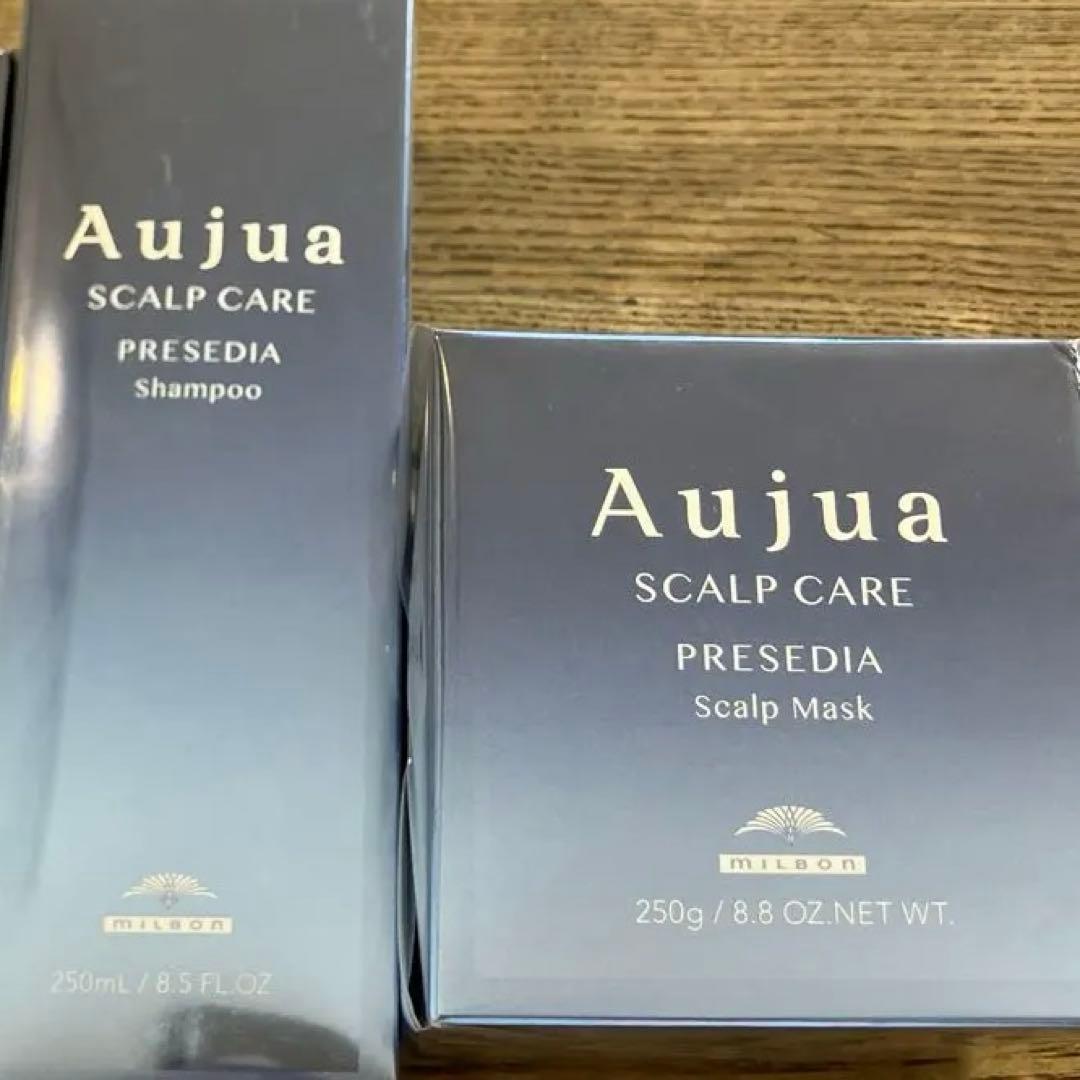 Aujua
SCALP CARE
PRESEDIA
Shampoo
MILBON
250mL / 8.5 FL.OZ
Aujua
SCALP CARE
PRESEDIA
Scalp Mask
MILBON
250g / 8.8 OZ.NET WT.